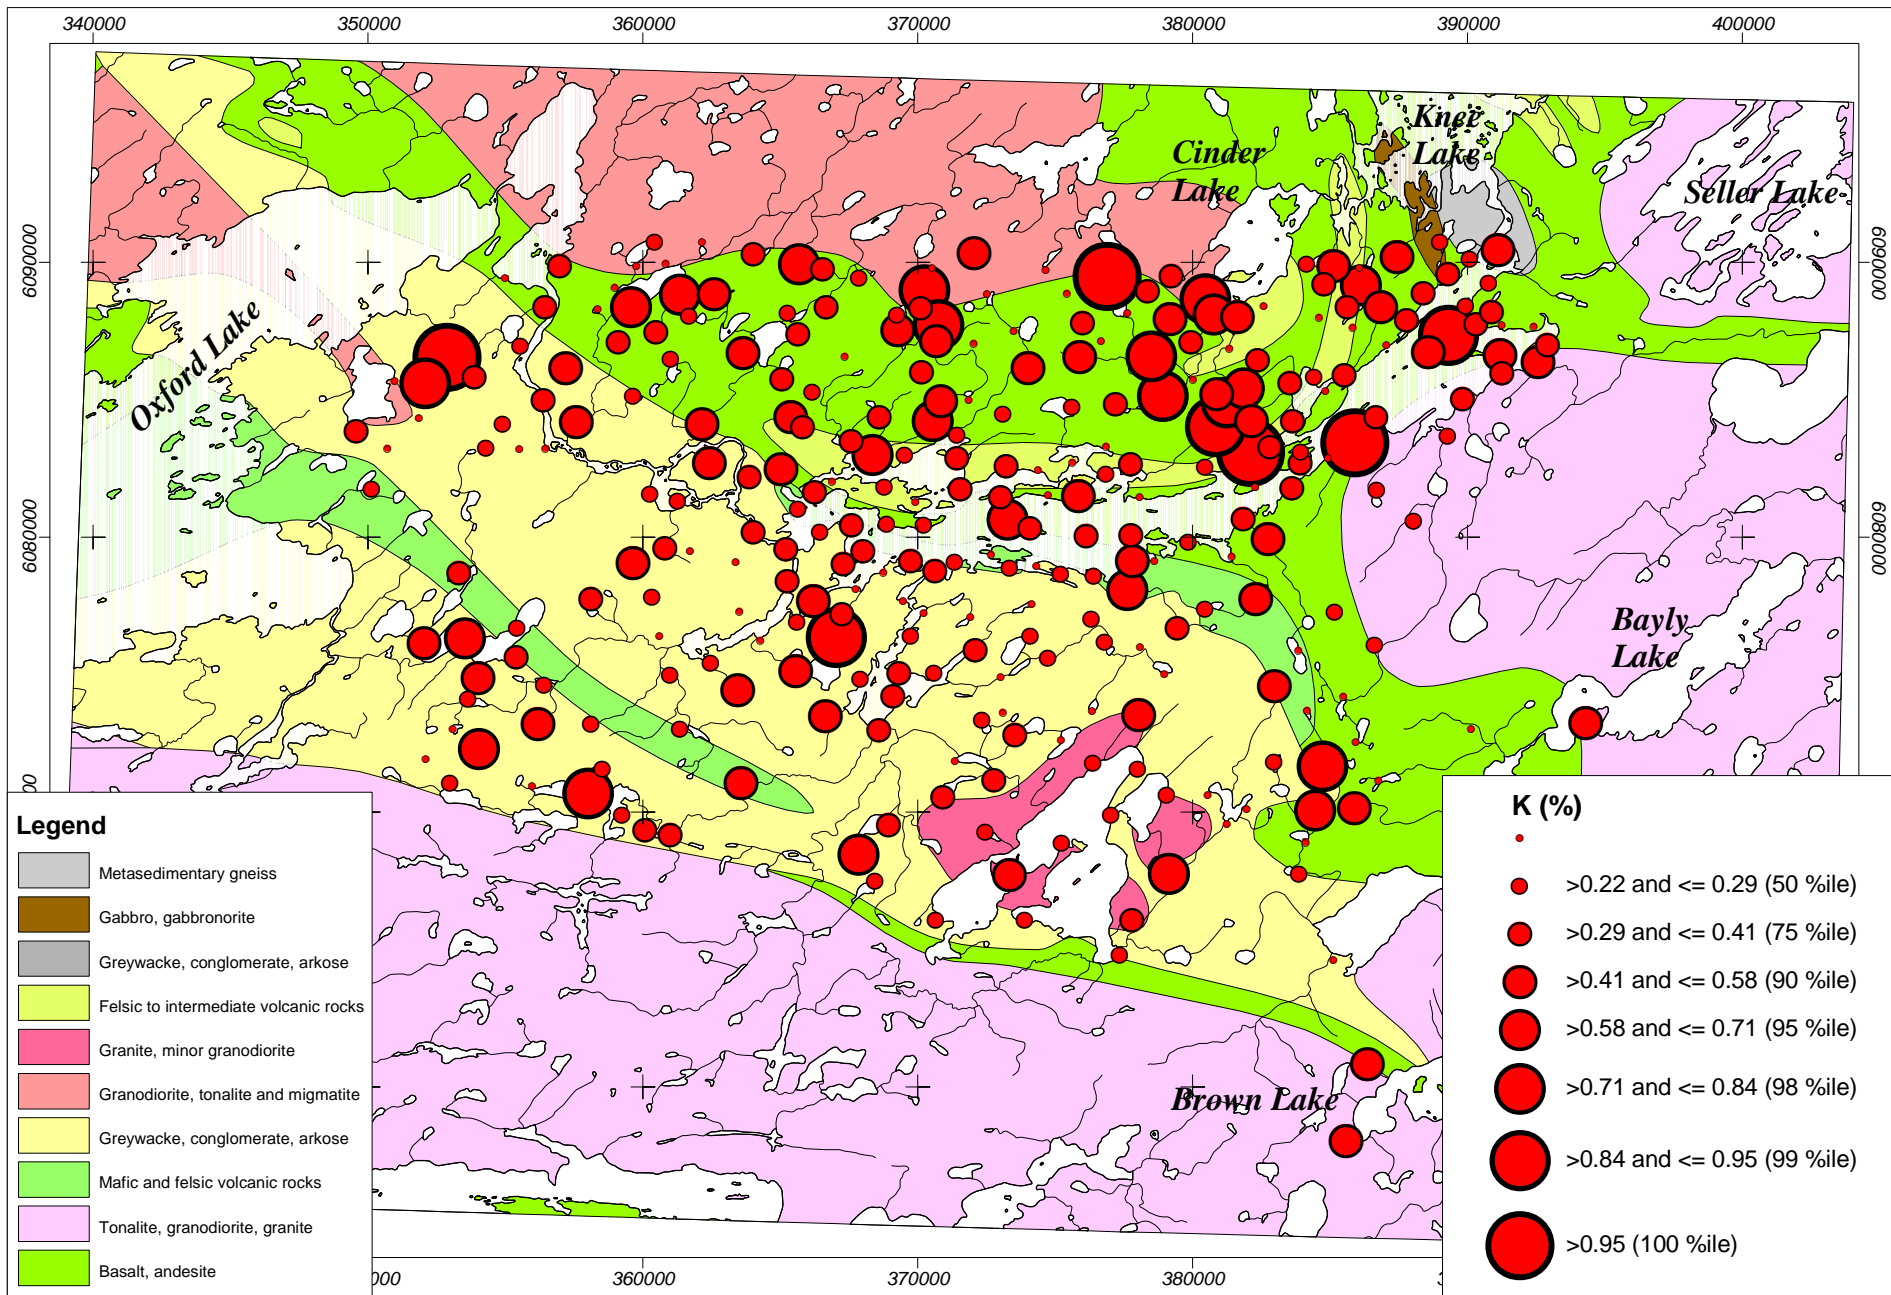 340000 350000 360000 370000 380000 390000 400000
Knee
Lake
Cinder
Lake
Seller Lake
6090000
6090000
Oxford Lake
6080000
6080000
Bayly
Lake
Brown Lake
Legend
Metasedimentary gneiss
Gabbro, gabbronorite
Greywacke, conglomerate, arkose
Felsic to intermediate volcanic rocks
Granite, minor granodiorite
Granodiorite, tonalite and migmatite
Greywacke, conglomerate, arkose
Mafic and felsic volcanic rocks
Tonalite, granodiorite, granite
Basalt, andesite
K (%)
>0.22 and <= 0.29 (50 %ile)
>0.29 and <= 0.41 (75 %ile)
>0.41 and <= 0.58 (90 %ile)
>0.58 and <= 0.71 (95 %ile)
>0.71 and <= 0.84 (98 %ile)
>0.84 and <= 0.95 (99 %ile)
>0.95 (100 %ile)
360000 370000 380000